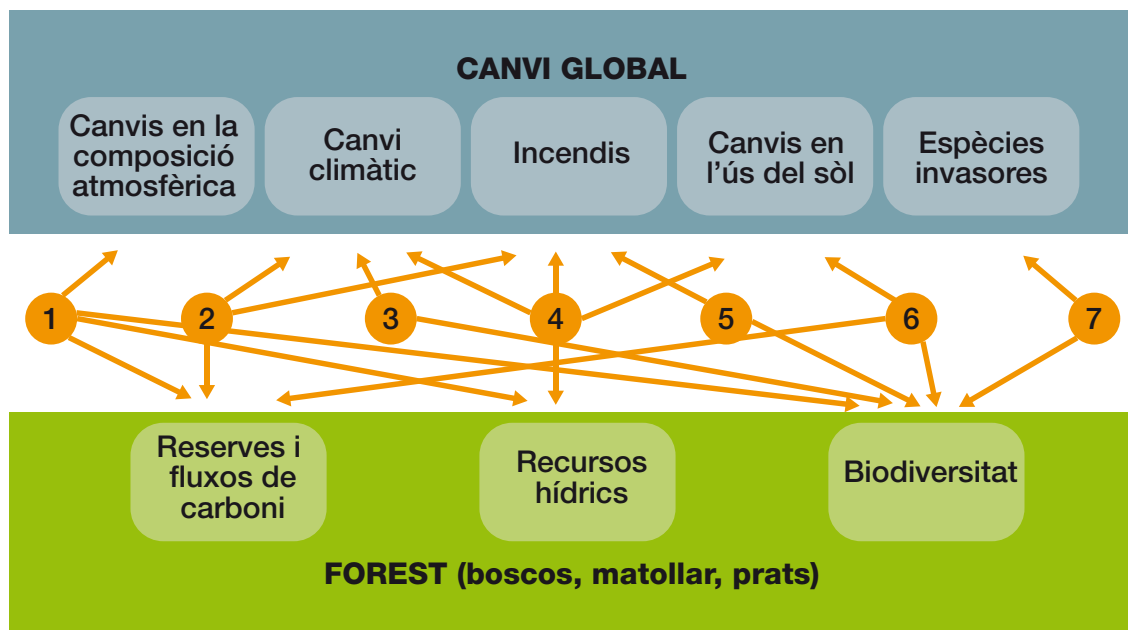 CANVI GLOBAL
Canvis en la
composició
atmosfèrica
Canvi
climàtic
Incendis
Canvis en
l’ús del sòl
Espècies
invasores
1
2
3
4
5
6
7
Reserves i
fluxos de
carboni
Recursos
hídrics
Biodiversitat
FOREST (boscos, matollar, prats)